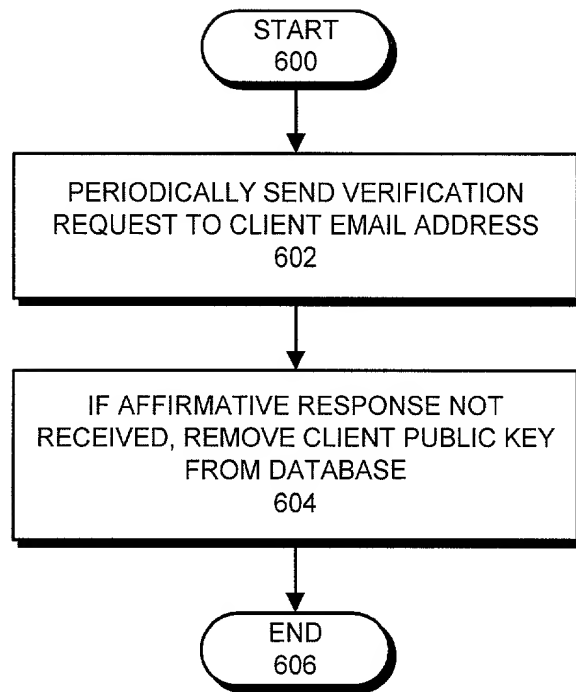 START
600
PERIODICALLY SEND VERIFICATION
REQUEST TO CLIENT EMAIL ADDRESS
602
IF AFFIRMATIVE RESPONSE NOT
RECEIVED, REMOVE CLIENT PUBLIC KEY
FROM DATABASE
604
END
606